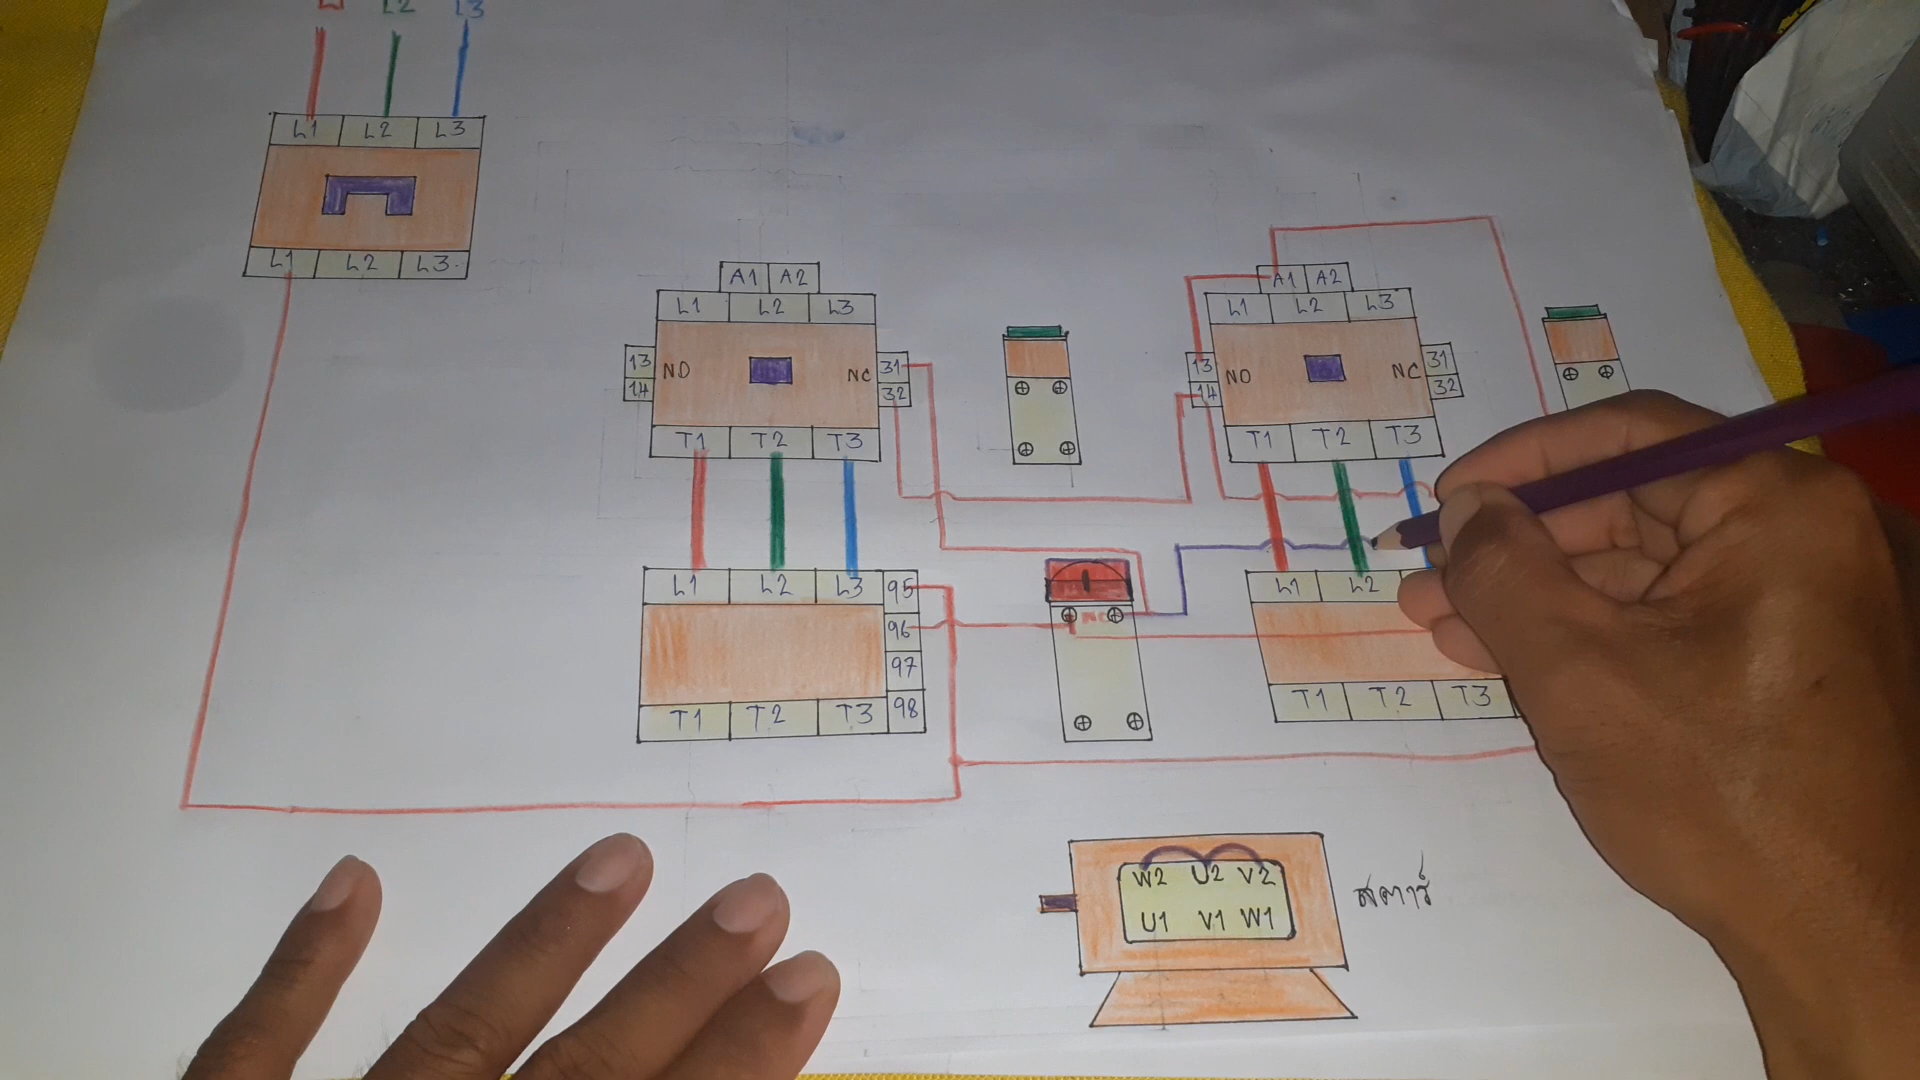 L2 L3
L1 L2 L3
L1 L2 L3
A1 A2
L1 L2 L3
13 NO NC 31
14 32
T1 T2 T3
A1 A2
L1 L2 L3
13 NO NC 31
14 32
T1 T2 T3
L1 L2 L3 95
96
97
T1 T2 T3 98
NC
L1 L2
T1 T2 T3
W2 U2 V2
U1 V1 W1
สตาร์